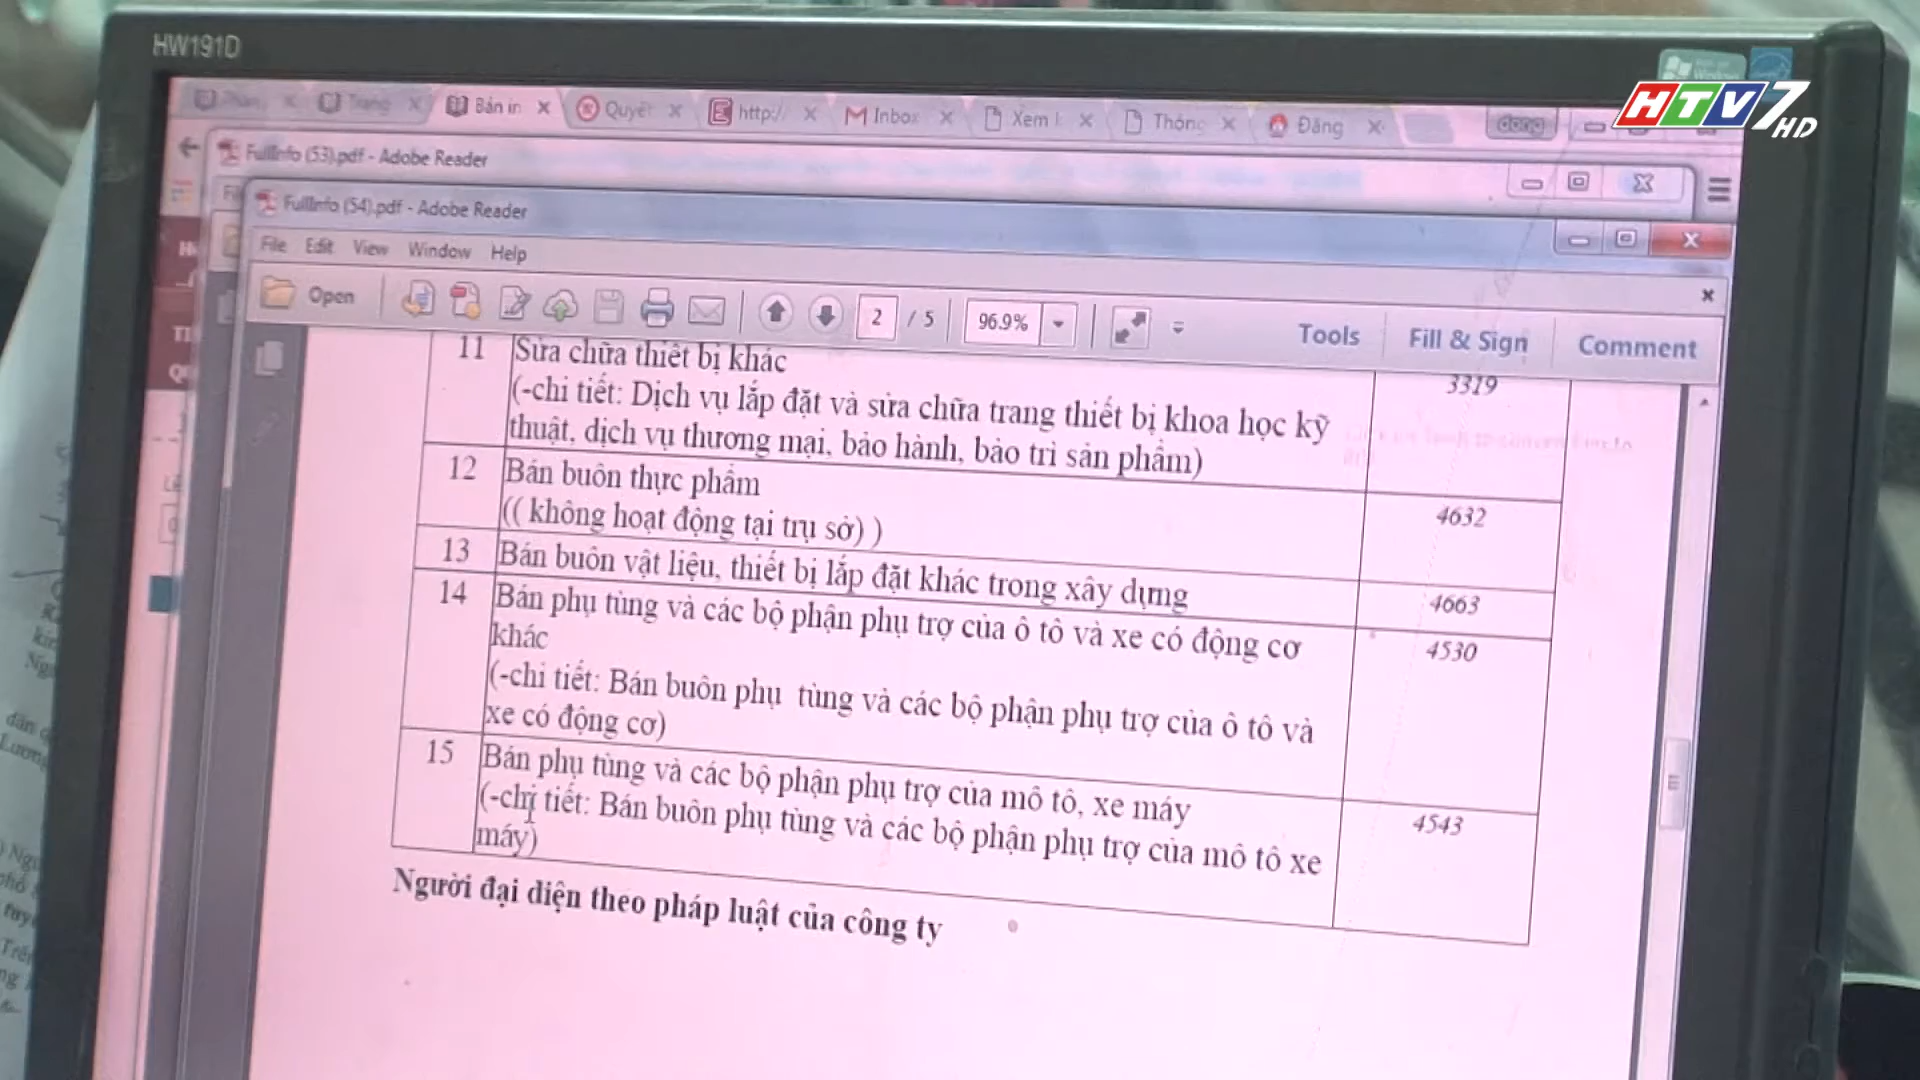 HW191D
HTV7 HD
Trang
Bản in
Quyết
http://
Inbox
Xem
Thông
Đăng
dong
FullInfo (53).pdf - Adobe Reader
FullInfo (54).pdf - Adobe Reader
File Edit View Window Help
Open 2 / 5 96.9% Tools Fill & Sign Comment
11 Sửa chữa thiết bị khác 3319
(-chi tiết: Dịch vụ lắp đặt và sửa chữa trang thiết bị khoa học kỹ
thuật, dịch vụ thương mại, bảo hành, bảo trì sản phẩm)
12 Bán buôn thực phẩm 4632
(( không hoạt động tại trụ sở) )
13 Bán buôn vật liệu, thiết bị lắp đặt khác trong xây dựng 4663
14 Bán phụ tùng và các bộ phận phụ trợ của ô tô và xe có động cơ 4530
khác
(-chi tiết: Bán buôn phụ tùng và các bộ phận phụ trợ của ô tô và
xe có động cơ)
15 Bán phụ tùng và các bộ phận phụ trợ của mô tô, xe máy 4543
(-chi tiết: Bán buôn phụ tùng và các bộ phận phụ trợ của mô tô xe
máy)
Người đại diện theo pháp luật của công ty